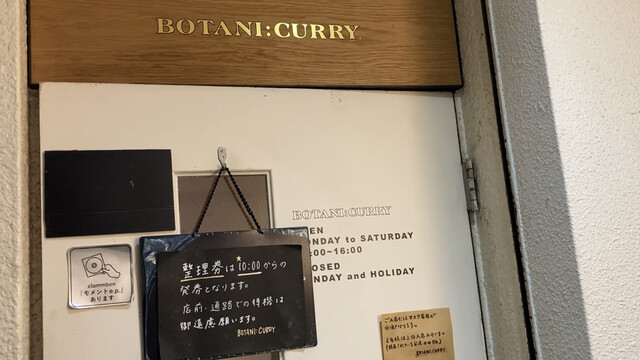 BOTANI:CURRY
BOTANI:CURRY
EN
NDAY to SATURDAY
:00~16:00
OSED
NDAY and HOLIDAY
整理券は10:00からの
発券となります。
店前・通路での待機は
御遠慮願います。
BOTANI:CURRY
clammbon
「モメントe.p.」
あります
BOTANI:CURRY